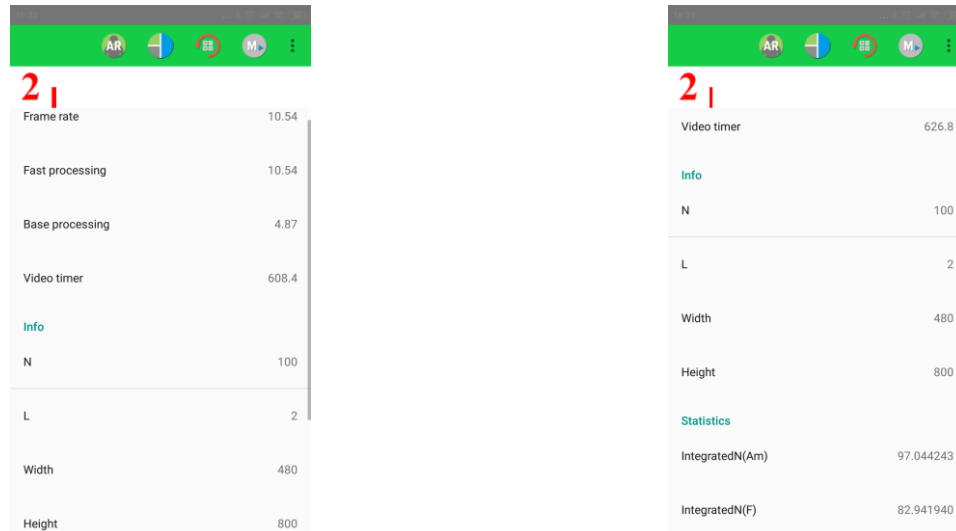 AR M
2
Frame rate 10.54
Fast processing 10.54
Base processing 4.87
Video timer 608.4
Info
N 100
L 2
Width 480
Height 800
AR M
2
Video timer 626.8
Info
N 100
L 2
Width 480
Height 800
Statistics
IntegratedN(Am) 97.044243
IntegratedN(F) 82.941940